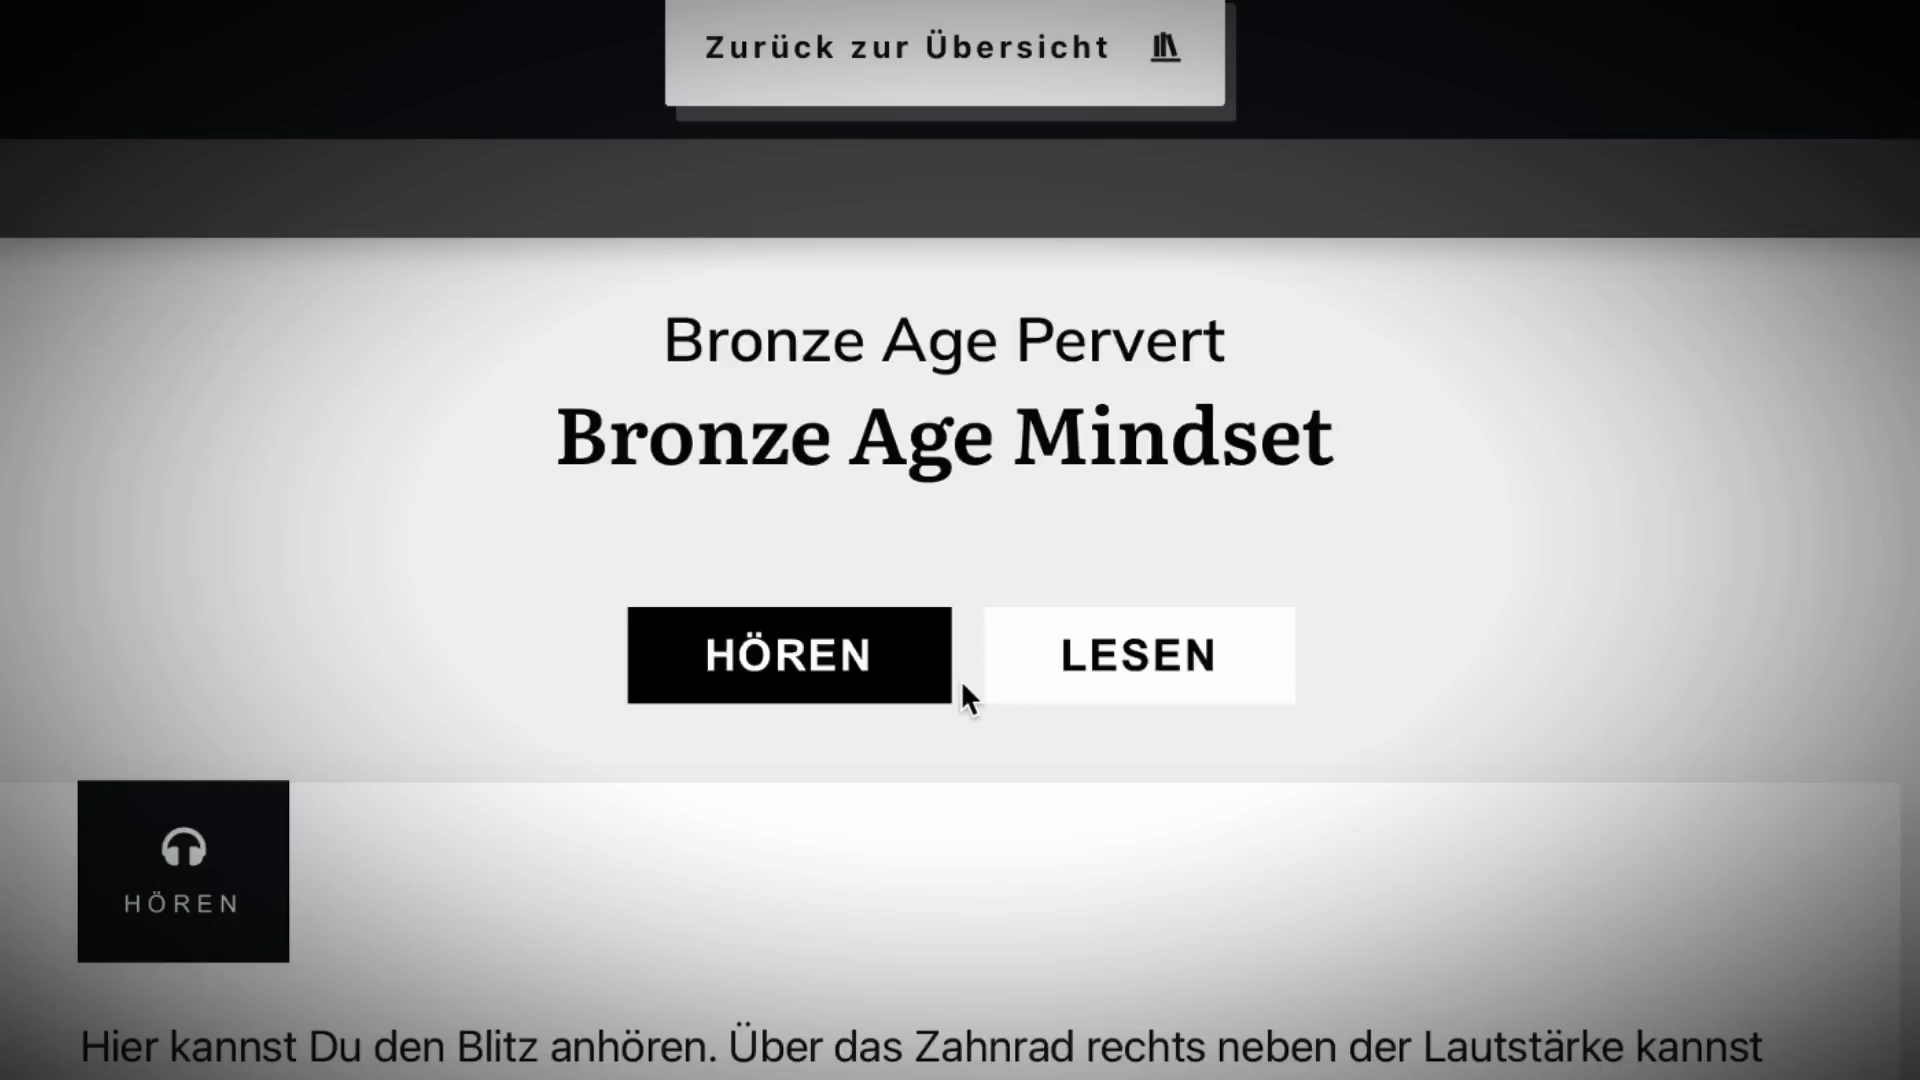 Zurück zur Übersicht
Bronze Age Pervert
Bronze Age Mindset
HÖREN LESEN
HÖREN
Hier kannst Du den Blitz anhören. Über das Zahnrad rechts neben der Lautstärke kannst